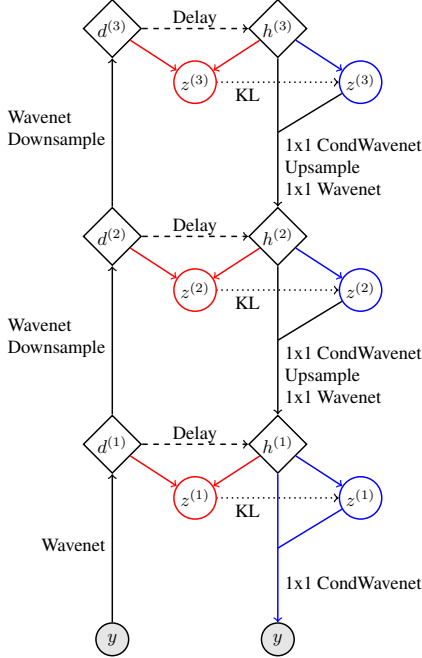 d^(3) Delay h^(3)
z^(3) KL z^(3)
Wavenet
Downsample
1x1 CondWavenet
Upsample
1x1 Wavenet
d^(2) Delay h^(2)
z^(2) KL z^(2)
Wavenet
Downsample
1x1 CondWavenet
Upsample
1x1 Wavenet
d^(1) Delay h^(1)
z^(1) KL z^(1)
Wavenet
1x1 CondWavenet
y y